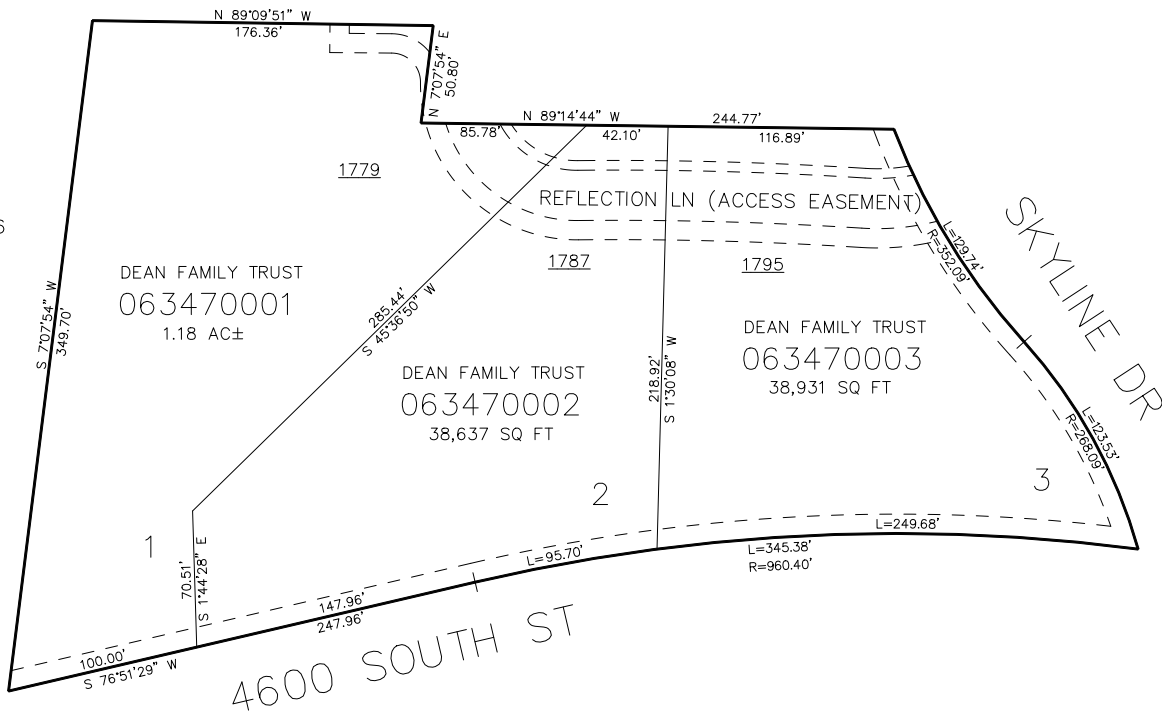 N 89°09'51" W
176.36'
N 7°07'54" E
50.80'
N 89°14'44" W
244.77'
85.78'
42.10'
116.89'
1779
REFLECTION LN (ACCESS EASEMENT)
SKYLINE DR
L=129.74'
R=352.09'
1787
1795
DEAN FAMILY TRUST
063470001
1.18 AC±
S 7°07'54" W
349.70'
285.44'
S 45°36'50" W
DEAN FAMILY TRUST
063470002
38,637 SQ FT
218.92'
S 1°30'08" W
DEAN FAMILY TRUST
063470003
38,931 SQ FT
L=123.53'
R=268.09'
1
2
3
70.51'
S 1°44'28" E
L=95.70'
L=249.68'
L=345.38'
R=960.40'
147.96'
247.96'
100.00'
S 76°51'29" W
4600 SOUTH ST